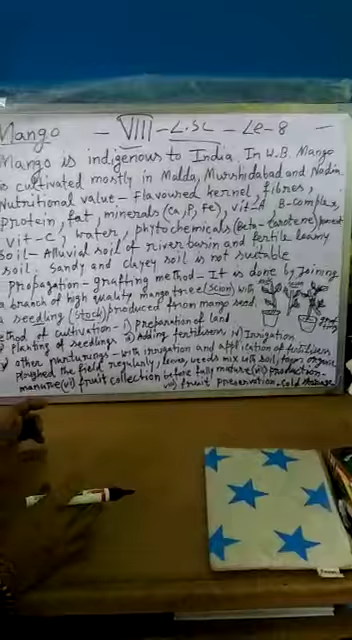 Mango - VIII - L.Sc - Le-8 -
Mango is indigenous to India. In W.B. Mango
is cultivated mostly in Malda, Murshidabad and Nadia.
Nutritional value - Flavoured kernel, fibres,
protein, fat, minerals (Ca, P, Fe), vit-A B-complex,
vit-C, water, phytochemicals (Beta-carotene) present
Soil - Alluvial soil of river basin and fertile loamy
soil. Sandy and clayey soil is not suitable
Propagation - grafting method - It is done by joining
a branch of high quality mango tree (scion) with
a seedling (stock) produced from mango seed.
method of cultivation - i) Preparation of land
ii) Planting of seedlings iii) Adding fertilisers iv) Irrigation
v) other nurturings - with irrigation and application of fertilisers
ploughed the field regularly, leaves, weeds mix with soil, organic
manure (vi) fruit collection before fully mature (vii) production-
viii) fruit preservation - cold storage